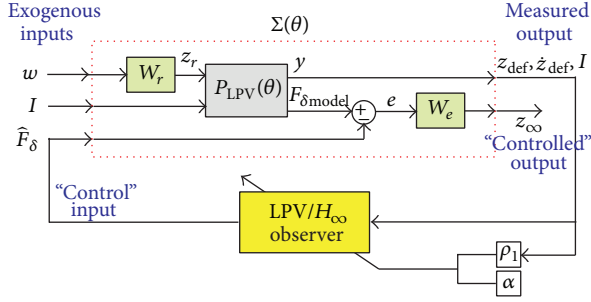 Exogenous inputs
Σ(θ)
Measured output
w
W_r
z_r
P_LPV(θ)
y
z_def, ż_def, I
I
F_δmodel
±
e
W_e
z_∞
F̂_δ
"Controlled" output
"Control" input
LPV/H_∞ observer
ρ_1
α